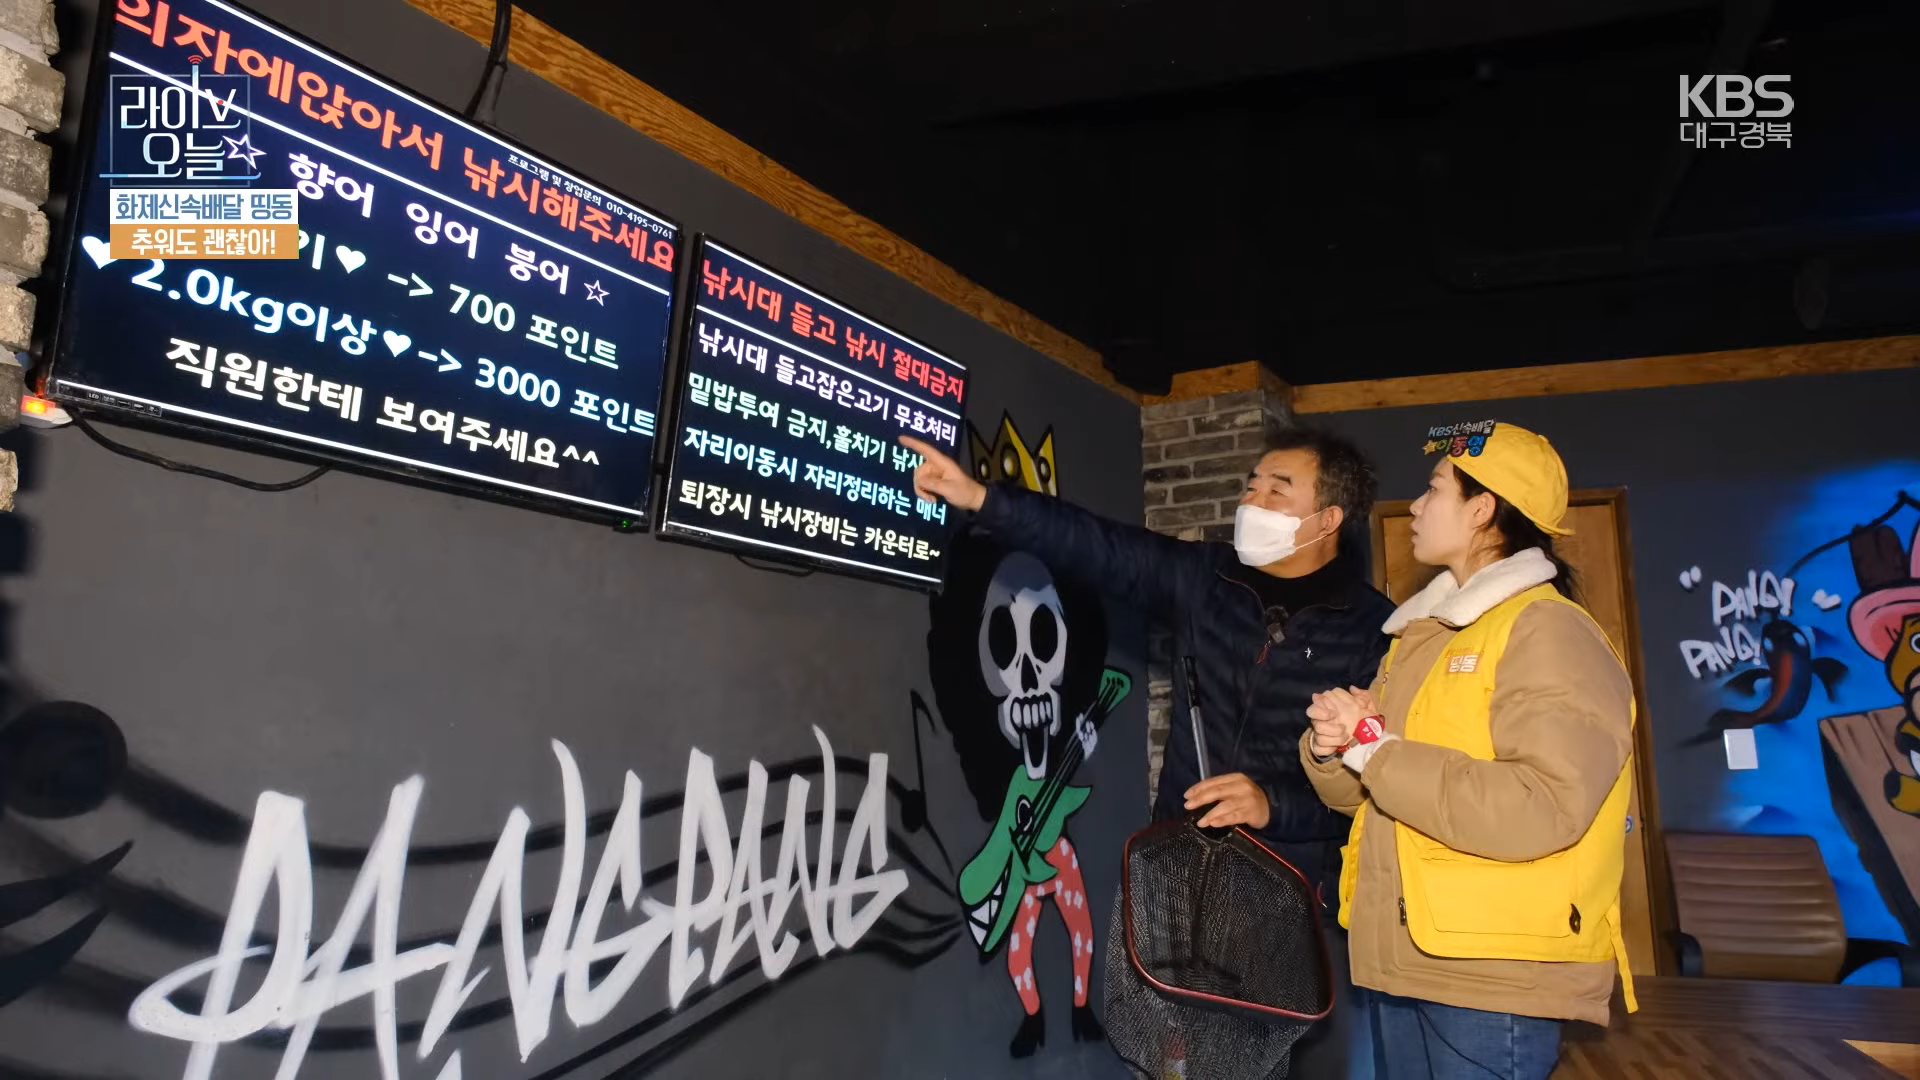 라이브
오늘
화제신속배달 띵동
추워도 괜찮아!
KBS
대구경북
의자에앉아서 낚시해주세요
프로그램 및 창업문의 010-4195-0761
☆ 향어 잉어 붕어 ☆
♥ -> 700 포인트
♥2.0kg이상♥-> 3000 포인트
직원한테 보여주세요^^
낚시대 들고 낚시 절대금지
낚시대 들고잡은고기 무효처리
밑밥투여 금지,훌치기 낚시
자리이동시 자리정리하는 매너
퇴장시 낚시장비는 카운터로~
KBS신속배달
★이동형
띵동
14
PANGPANG
"PANG!
PANG!